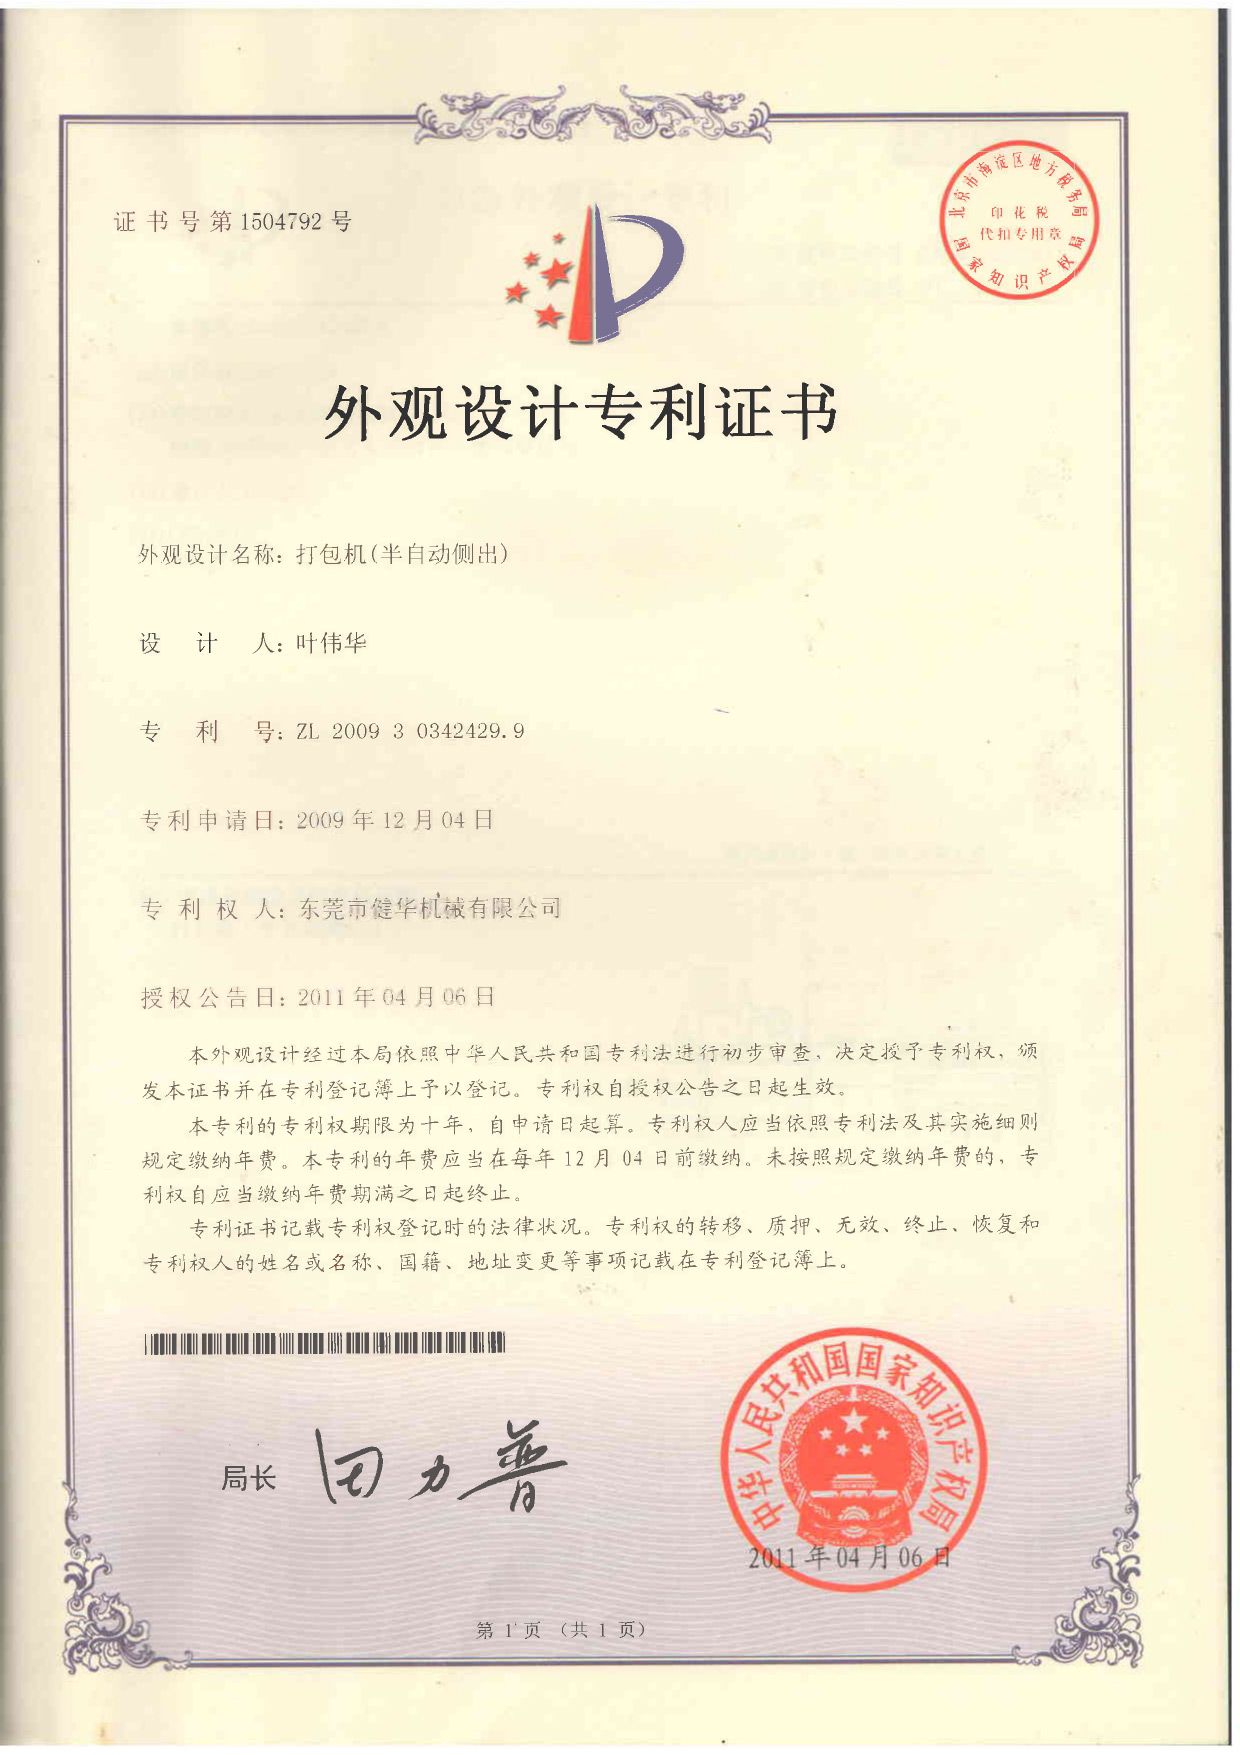 证书号第1504792号
北京市海淀区地方税务局
印花税
代扣专用章
国家知识产权局
外观设计专利证书
外观设计名称：打包机(半自动侧出)
设计人：叶伟华
专利号：ZL 2009 3 0342429.9
专利申请日：2009年12月04日
专利权人：东莞市健华机械有限公司
授权公告日：2011年04月06日
本外观设计经过本局依照中华人民共和国专利法进行初步审查，决定授予专利权，颁
发本证书并在专利登记簿上予以登记。专利权自授权公告之日起生效。
本专利的专利权期限为十年，自申请日起算。专利权人应当依照专利法及其实施细则
规定缴纳年费。本专利的年费应当在每年12月04日前缴纳。未按照规定缴纳年费的，专
利权自应当缴纳年费期满之日起终止。
专利证书记载专利权登记时的法律状况。专利权的转移、质押、无效、终止、恢复和
专利权人的姓名或名称、国籍、地址变更等事项记载在专利登记簿上。
局长 田力普
中华人民共和国国家知识产权局
2011年04月06日
第1页（共1页）